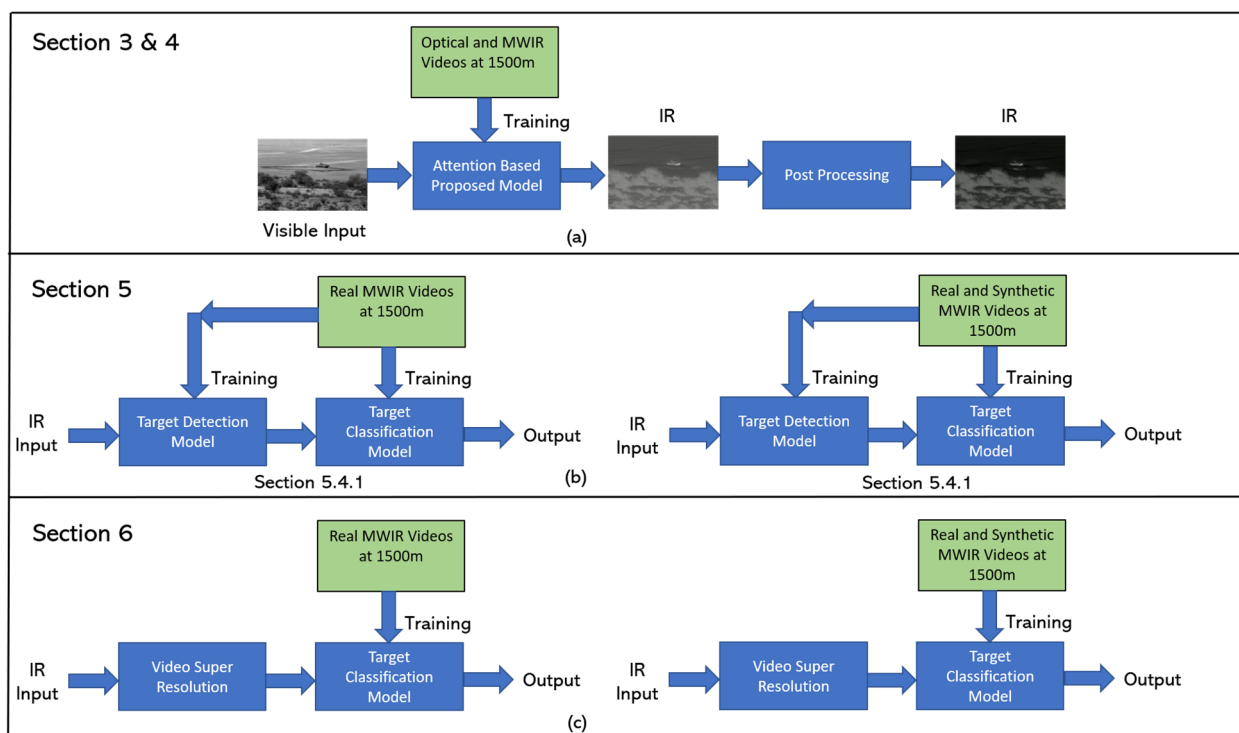 Section 3 & 4
Optical and MWIR
Videos at 1500m
Training
IR
IR
Attention Based
Proposed Model
Post Processing
Visible Input
(a)
Section 5
Real MWIR Videos
at 1500m
Real and Synthetic
MWIR Videos at
1500m
Training
Training
Training
Training
IR
Input
Target Detection
Model
Target
Classification
Model
Output
IR
Input
Target Detection
Model
Target
Classification
Model
Output
Section 5.4.1
(b)
Section 5.4.1
Section 6
Real MWIR Videos
at 1500m
Real and Synthetic
MWIR Videos at
1500m
Training
Training
IR
Input
Video Super
Resolution
Target
Classification
Model
Output
IR
Input
Video Super
Resolution
Target
Classification
Model
Output
(c)